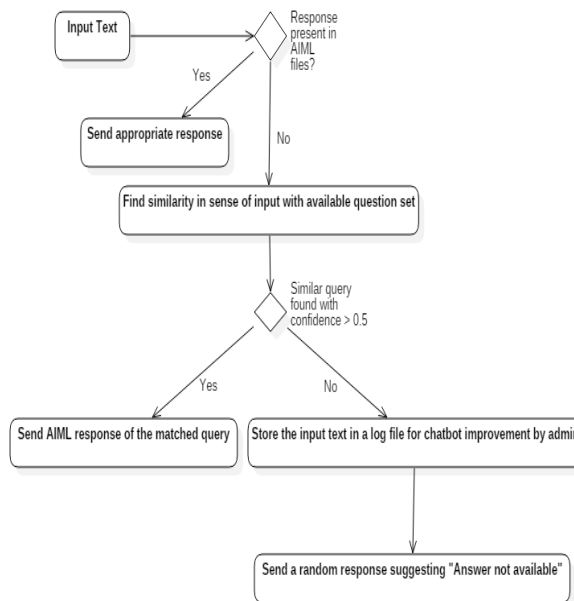 Input Text
Response
present in
AIML
files?
Yes
Send appropriate response
No
Find similarity in sense of input with available question set
Similar query
found with
confidence > 0.5
Yes
No
Send AIML response of the matched query
Store the input text in a log file for chatbot improvement by admin
Send a random response suggesting "Answer not available"